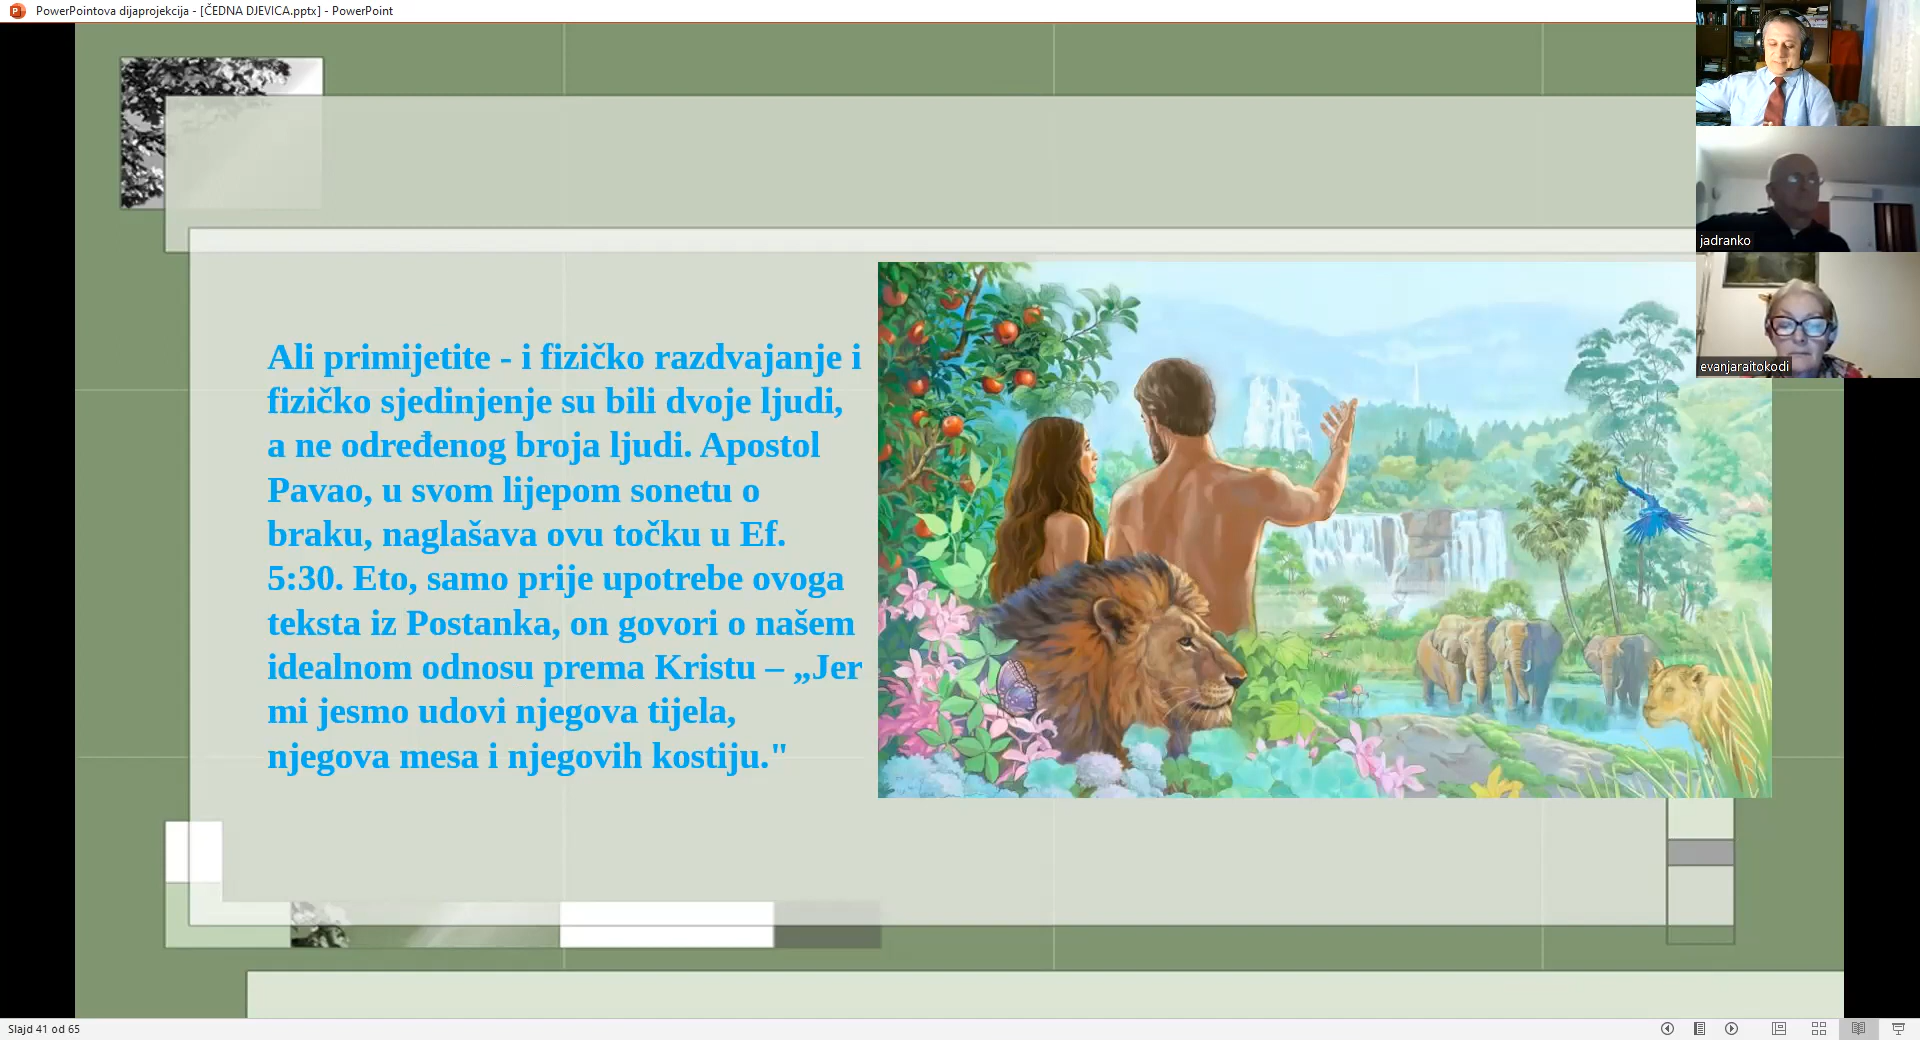 PowerPointova dijaprojekcija - [ČEDNA DJEVICA.pptx] - PowerPoint
jadranko
evanjaraitokodi
Ali primijetite - i fizičko razdvajanje i
fizičko sjedinjenje su bili dvoje ljudi,
a ne određenog broja ljudi. Apostol
Pavao, u svom lijepom sonetu o
braku, naglašava ovu točku u Ef.
5:30. Eto, samo prije upotrebe ovoga
teksta iz Postanka, on govori o našem
idealnom odnosu prema Kristu – „Jer
mi jesmo udovi njegova tijela,
njegova mesa i njegovih kostiju."
Slajd 41 od 65